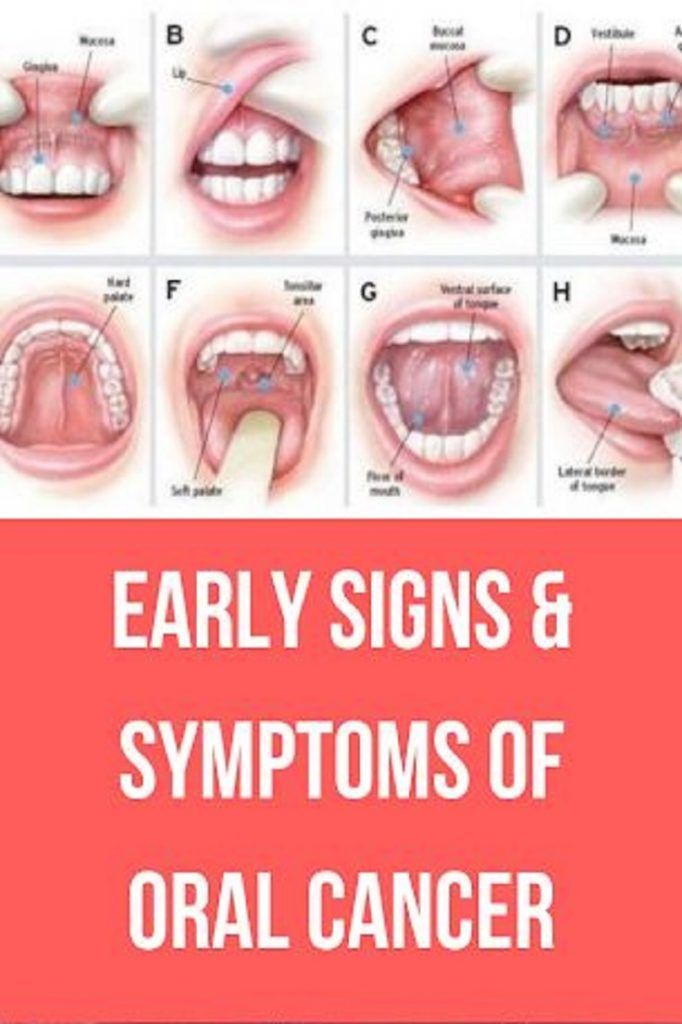 Mucosa
Gingiva
B
Lip
C
Buccal
mucosa
Posterior
gingiva
D
Vestibule
Mucosa
Hard
palate
F
Tonsillar
area
Soft palate
G
Ventral surface
of tongue
Floor of
mouth
H
Lateral border
of tongue
EARLY SIGNS &
SYMPTOMS OF
ORAL CANCER